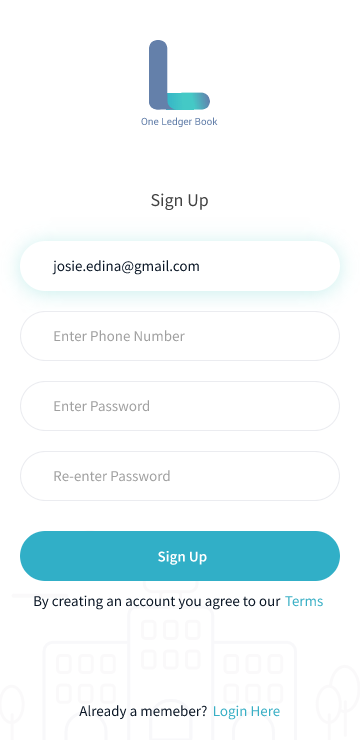 One Ledger Book
Sign Up
josie.edina@gmail.com
Enter Phone Number
Enter Password
Re-enter Password
Sign Up
By creating an account you agree to our Terms
Already a memeber? Login Here